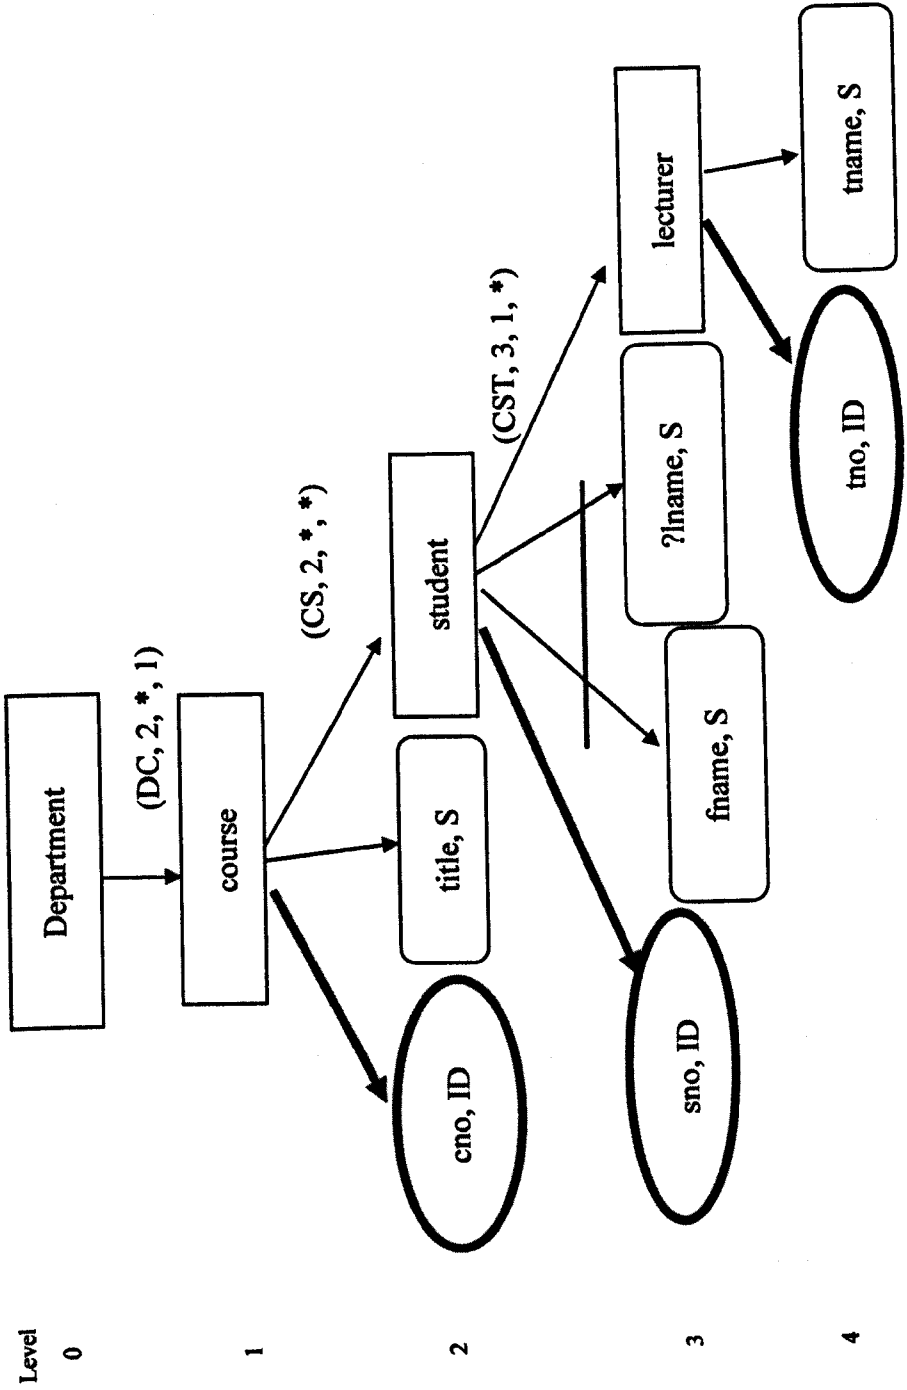 Level
0
Department
(DC, 2, *, 1)
1
course
(CS, 2, *, *)
2
cno, ID
title, S
student
(CST, 3, 1, *)
3
sno, ID
fname, S
?lname, S
lecturer
4
tno, ID
tname, S